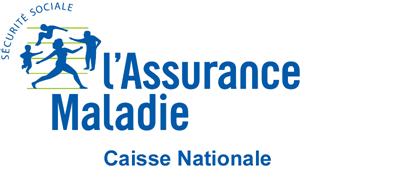 SÉCURITÉ SOCIALE
l'Assurance
Maladie
Caisse Nationale